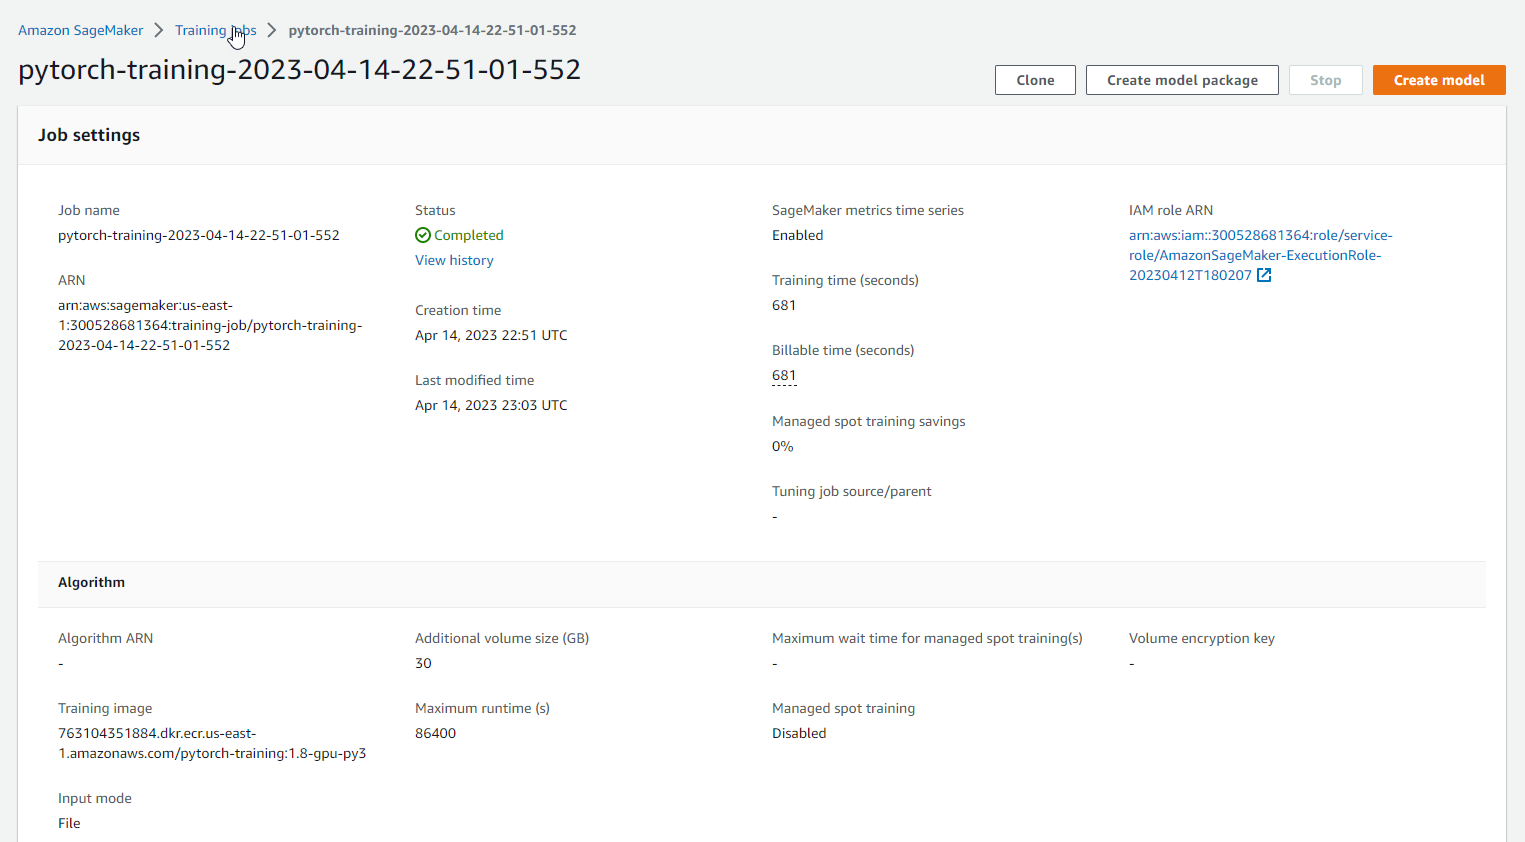 Amazon SageMaker > Training jobs > pytorch-training-2023-04-14-22-51-01-552
pytorch-training-2023-04-14-22-51-01-552
Clone
Create model package
Stop
Create model
Job settings
Job name
pytorch-training-2023-04-14-22-51-01-552
ARN
arn:aws:sagemaker:us-east-
1:300528681364:training-job/pytorch-training-
2023-04-14-22-51-01-552
Status
Completed
View history
Creation time
Apr 14, 2023 22:51 UTC
Last modified time
Apr 14, 2023 23:03 UTC
SageMaker metrics time series
Enabled
Training time (seconds)
681
Billable time (seconds)
681
Managed spot training savings
0%
Tuning job source/parent
-
IAM role ARN
arn:aws:iam::300528681364:role/service-
role/AmazonSageMaker-ExecutionRole-
20230412T180207
Algorithm
Algorithm ARN
-
Training image
763104351884.dkr.ecr.us-east-
1.amazonaws.com/pytorch-training:1.8-gpu-py3
Input mode
File
Additional volume size (GB)
30
Maximum runtime (s)
86400
Maximum wait time for managed spot training(s)
-
Managed spot training
Disabled
Volume encryption key
-